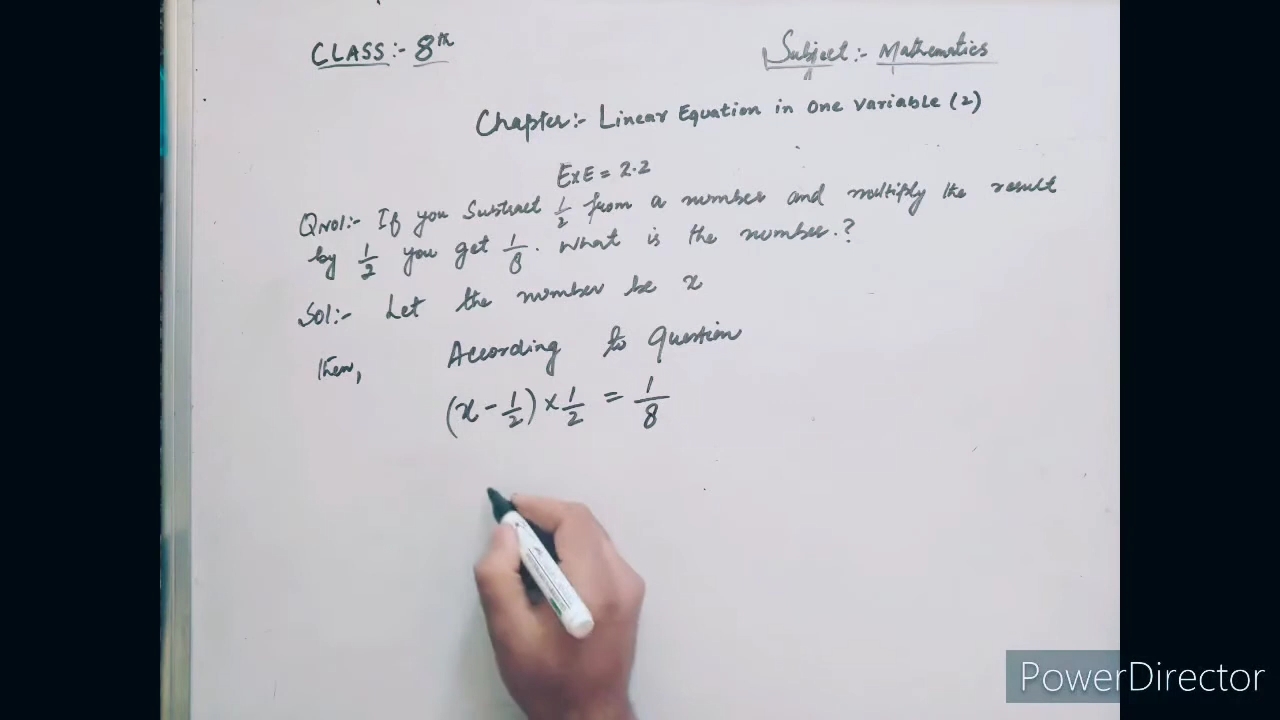 CLASS:- 8th
Subject:- Mathematics
Chapter:- Linear Equation in One Variable (2)
EXE = 2.2
QNo1:- If you Subtract 1/2 from a number and multiply the result
by 1/2 you get 1/8. What is the number.?
Sol:- Let the number be x
Then, According to Question
(x - 1/2) × 1/2 = 1/8
PowerDirector